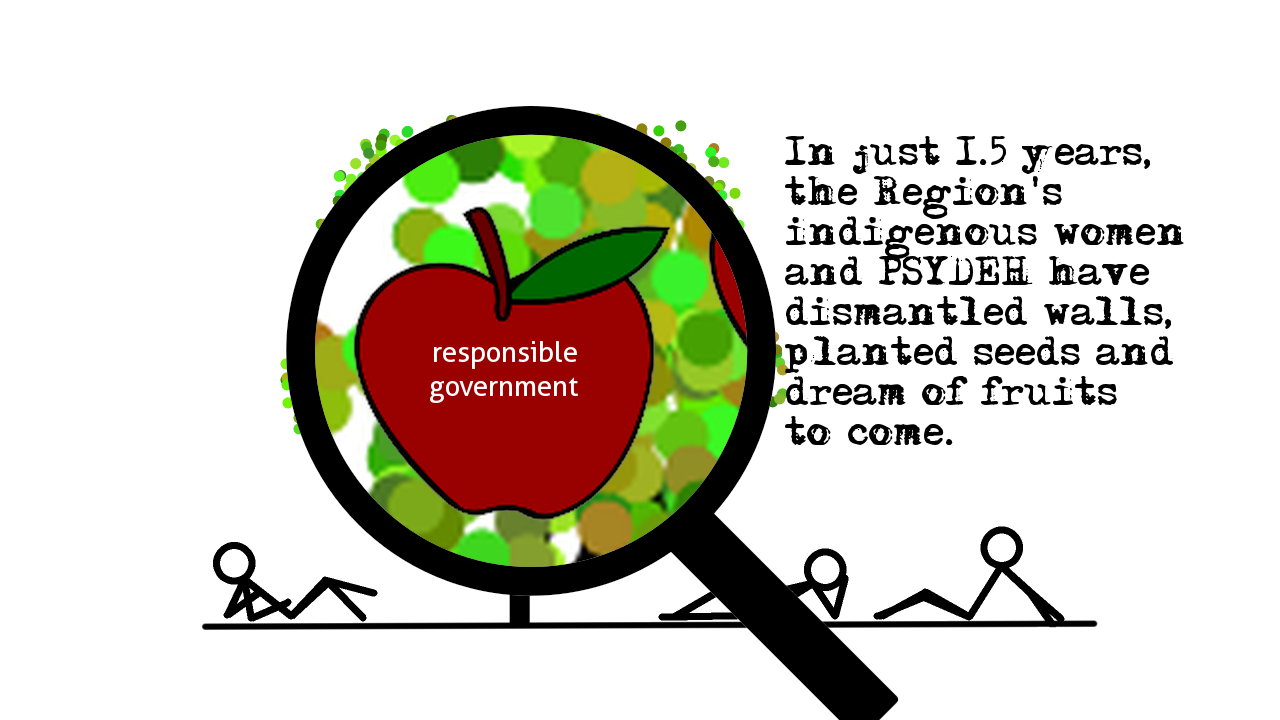 responsible
government
In just 1.5 years,
the Region's
indigenous women
and PSYDEH have
dismantled walls,
planted seeds and
dream of fruits
to come.